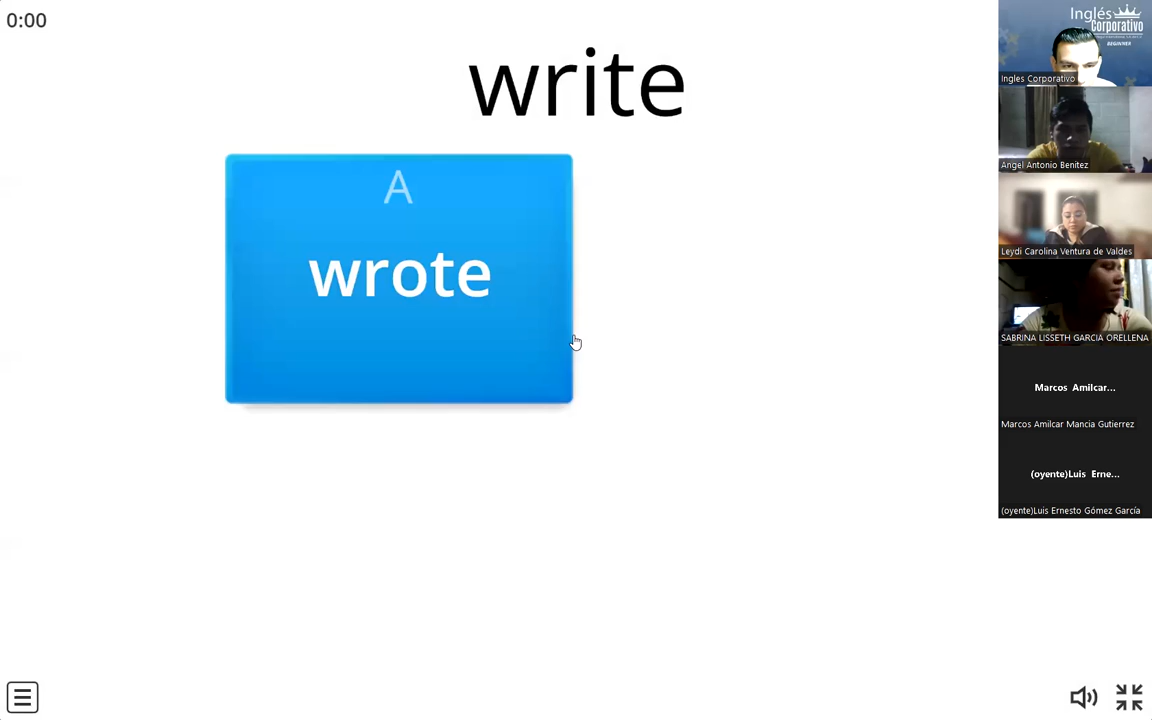 0:00
write
A
wrote
Inglés
Corporativo
BEGINNER
Ingles Corporativo
Angel Antonio Benitez
Leydi Carolina Ventura de Valdes
SABRINA LISSETH GARCIA ORELLENA
Marcos Amilcar...
Marcos Amilcar Mancia Gutierrez
(oyente)Luis Erne...
(oyente)Luis Ernesto Gómez García